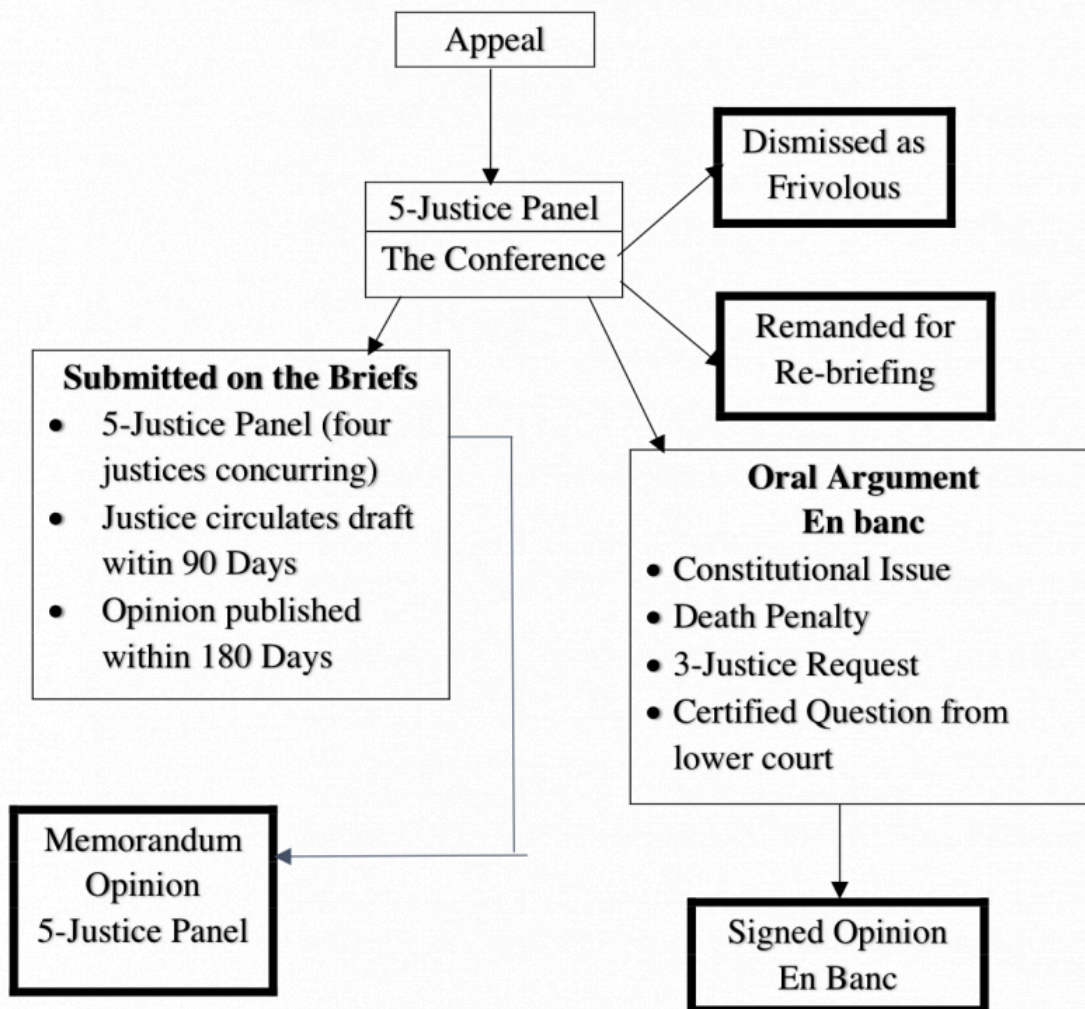 Appeal
5-Justice Panel
The Conference
Dismissed as
Frivolous
Remanded for
Re-briefing
Submitted on the Briefs
• 5-Justice Panel (four
justices concurring)
• Justice circulates draft
witin 90 Days
• Opinion published
within 180 Days
Oral Argument
En banc
• Constitutional Issue
• Death Penalty
• 3-Justice Request
• Certified Question from
lower court
Memorandum
Opinion
5-Justice Panel
Signed Opinion
En Banc